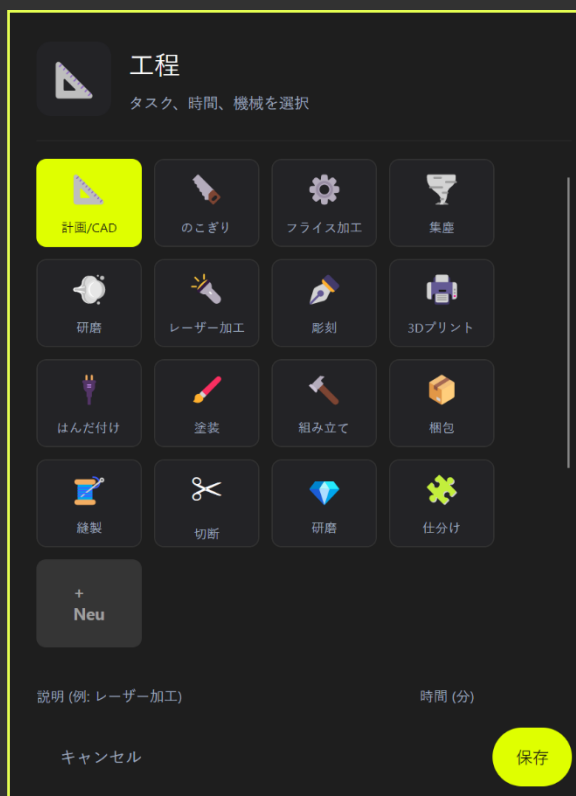 工程
タスク、時間、機械を選択
計画/CAD
のこぎり
フライス加工
集塵
研磨
レーザー加工
彫刻
3Dプリント
はんだ付け
塗装
組み立て
梱包
縫製
切断
研磨
仕分け
+
Neu
説明 (例: レーザー加工)
時間 (分)
キャンセル
保存